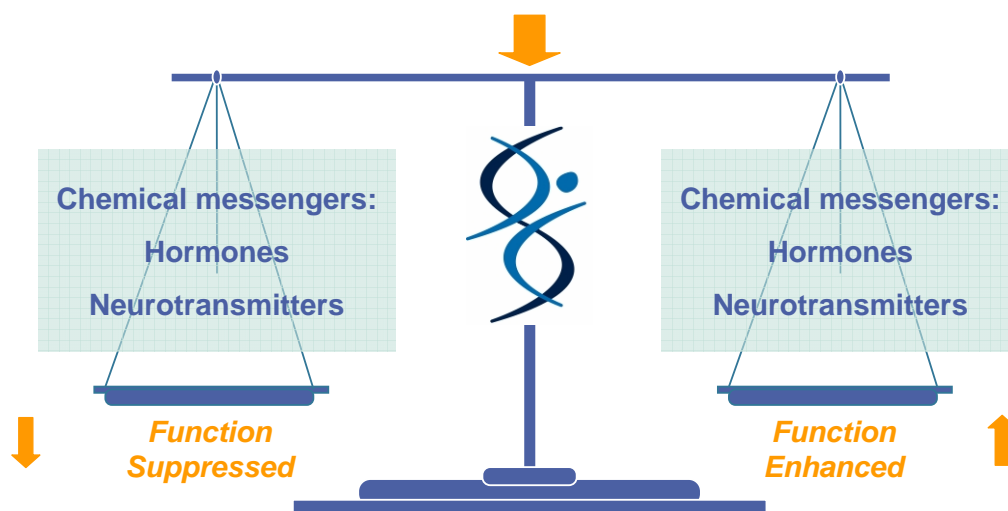 Chemical messengers:
Hormones
Neurotransmitters
Function
Suppressed
Chemical messengers:
Hormones
Neurotransmitters
Function
Enhanced